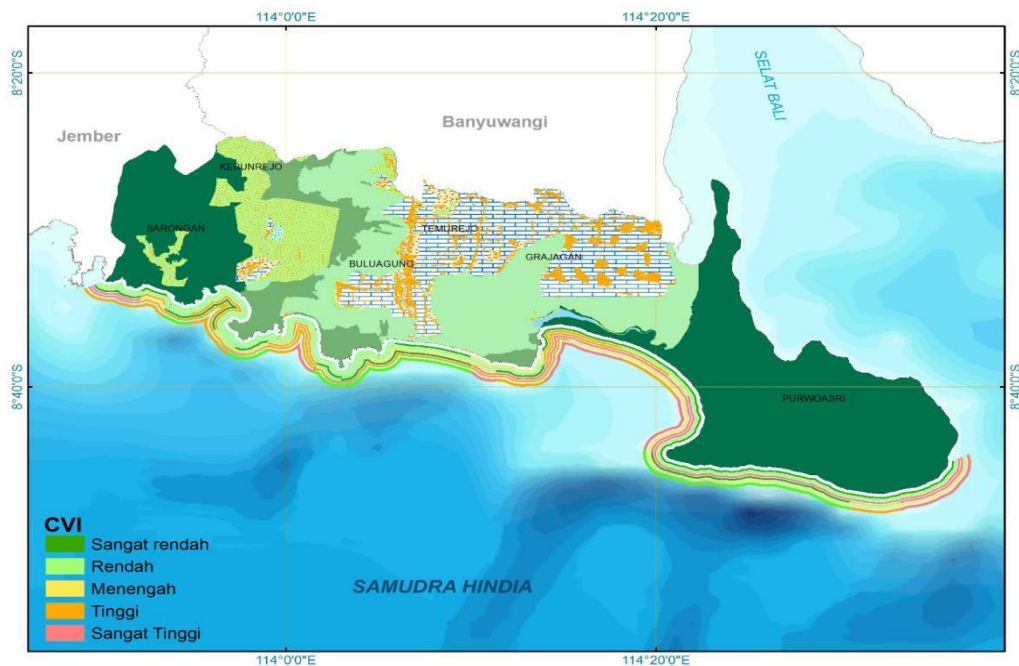 114°0'0"E
114°20'0"E
8°20'0"S
8°20'0"S
SELAT BALI
Banyuwangi
Jember
KEBUNREJO
SARONGAN
TEMUREJO
GRAJAGAN
BULUAGUNG
8°40'0"S
8°40'0"S
PURWOASRI
CVI
Sangat rendah
Rendah
Menengah
Tinggi
Sangat Tinggi
SAMUDRA HINDIA
114°0'0"E
114°20'0"E